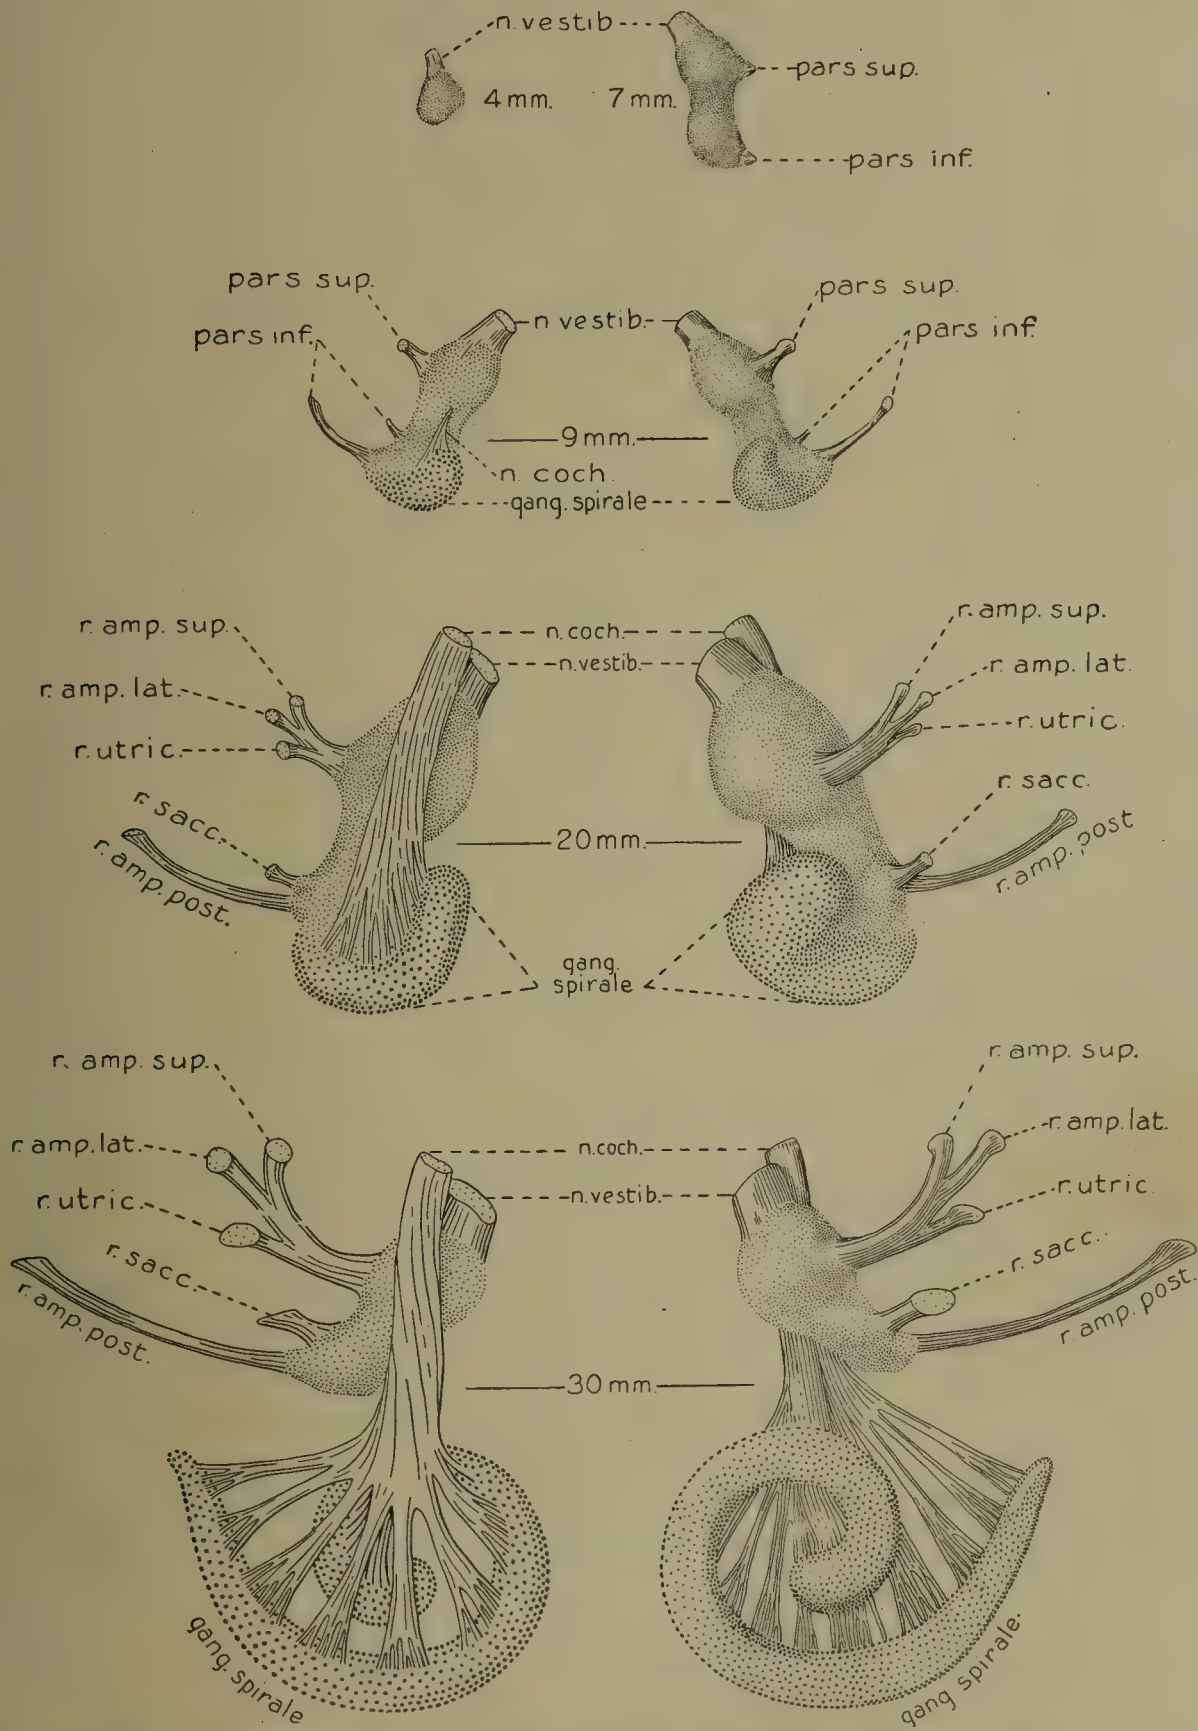 n. vestib
pars sup.
4 mm. 7 mm.
pars inf.
pars sup.
pars sup.
n vestib.
pars inf.
pars inf.
9 mm.
n. coch.
gang. spirale
r. amp. sup.
n. coch.
r. amp. sup.
n. vestib.
r. amp. lat.
r. amp. lat.
r. utric.
r. utric.
r. sacc.
r. sacc.
r. amp. post.
20 mm.
r. amp. post
gang.
spirale
r. amp. sup.
r. amp. sup.
r. amp. lat.
n. coch.
r. amp. lat.
r. utric.
n. vestib.
r. utric
r. sacc.
r. sacc.
r. amp. post.
r. amp. post.
30 mm.
gang. spirale
gang spirale.